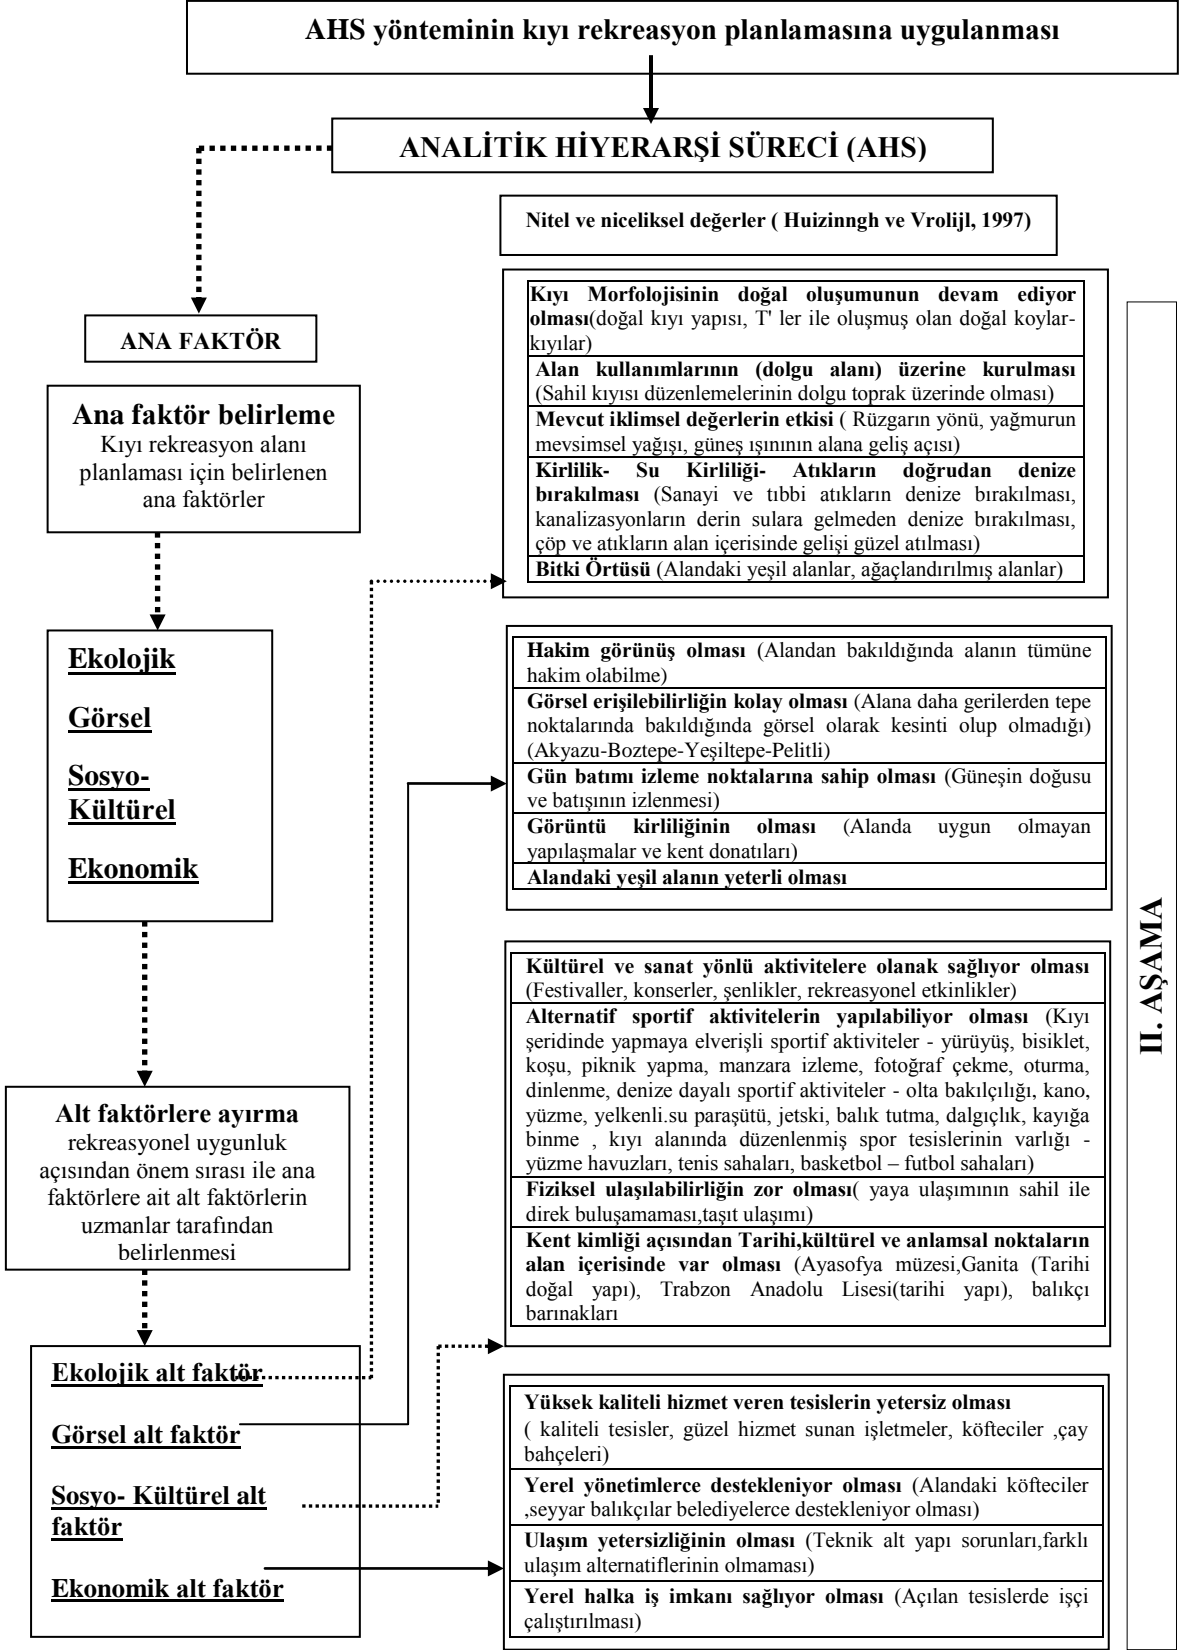 AHS yönteminin kıyı rekreasyon planlamasına uygulanması
ANALİTİK HİYERARŞİ SÜRECİ (AHS)
Nitel ve niceliksel değerler ( Huizinngh ve Vrolijl, 1997)
ANA FAKTÖR
Ana faktör belirleme
Kıyı rekreasyon alanı
planlaması için belirlenen
ana faktörler
Ekolojik
Görsel
Sosyo-
Kültürel
Ekonomik
Alt faktörlere ayırma
rekreasyonel uygunluk
açısından önem sırası ile ana
faktörlere ait alt faktörlerin
uzmanlar tarafından
belirlenmesi
Ekolojik alt faktör
Görsel alt faktör
Sosyo- Kültürel alt
faktör
Ekonomik alt faktör
Kıyı Morfolojisinin doğal oluşumunun devam ediyor
olması(doğal kıyı yapısı, T' ler ile oluşmuş olan doğal koylar-
kıyılar)
Alan kullanımlarının (dolgu alanı) üzerine kurulması
(Sahil kıyısı düzenlemelerinin dolgu toprak üzerinde olması)
Mevcut iklimsel değerlerin etkisi ( Rüzgarın yönü, yağmurun
mevsimsel yağışı, güneş ışınının alana geliş açısı)
Kirlilik- Su Kirliliği- Atıkların doğrudan denize
bırakılması (Sanayi ve tıbbi atıkların denize bırakılması,
kanalizasyonların derin sulara gelmeden denize bırakılması,
çöp ve atıkların alan içerisinde gelişi güzel atılması)
Bitki Örtüsü (Alandaki yeşil alanlar, ağaçlandırılmış alanlar)
Hakim görünüş olması (Alandan bakıldığında alanın tümüne
hakim olabilme)
Görsel erişilebilirliğin kolay olması (Alana daha gerilerden tepe
noktalarında bakıldığında görsel olarak kesinti olup olmadığı)
(Akyazu-Boztepe-Yeşiltepe-Pelitli)
Gün batımı izleme noktalarına sahip olması (Güneşin doğusu
ve batışının izlenmesi)
Görüntü kirliliğinin olması (Alanda uygun olmayan
yapılaşmalar ve kent donatıları)
Alandaki yeşil alanın yeterli olması
Kültürel ve sanat yönlü aktivitelere olanak sağlıyor olması
(Festivaller, konserler, şenlikler, rekreasyonel etkinlikler)
Alternatif sportif aktivitelerin yapılabiliyor olması (Kıyı
şeridinde yapmaya elverişli sportif aktiviteler - yürüyüş, bisiklet,
koşu, piknik yapma, manzara izleme, fotoğraf çekme, oturma,
dinlenme, denize dayalı sportif aktiviteler - olta bakılçılığı, kano,
yüzme, yelkenli.su paraşütü, jetski, balık tutma, dalgıçlık, kayığa
binme , kıyı alanında düzenlenmiş spor tesislerinin varlığı -
yüzme havuzları, tenis sahaları, basketbol – futbol sahaları)
Fiziksel ulaşılabilirliğin zor olması( yaya ulaşımının sahil ile
direk buluşamaması,taşıt ulaşımı)
Kent kimliği açısından Tarihi,kültürel ve anlamsal noktaların
alan içerisinde var olması (Ayasofya müzesi,Ganita (Tarihi
doğal yapı), Trabzon Anadolu Lisesi(tarihi yapı), balıkçı
barınakları
Yüksek kaliteli hizmet veren tesislerin yetersiz olması
( kaliteli tesisler, güzel hizmet sunan işletmeler, köfteciler ,çay
bahçeleri)
Yerel yönetimlerce destekleniyor olması (Alandaki köfteciler
,seyyar balıkçılar belediyelerce destekleniyor olması)
Ulaşım yetersizliğinin olması (Teknik alt yapı sorunları,farklı
ulaşım alternatiflerinin olmaması)
Yerel halka iş imkanı sağlıyor olması (Açılan tesislerde işçi
çalıştırılması)
II. AŞAMA